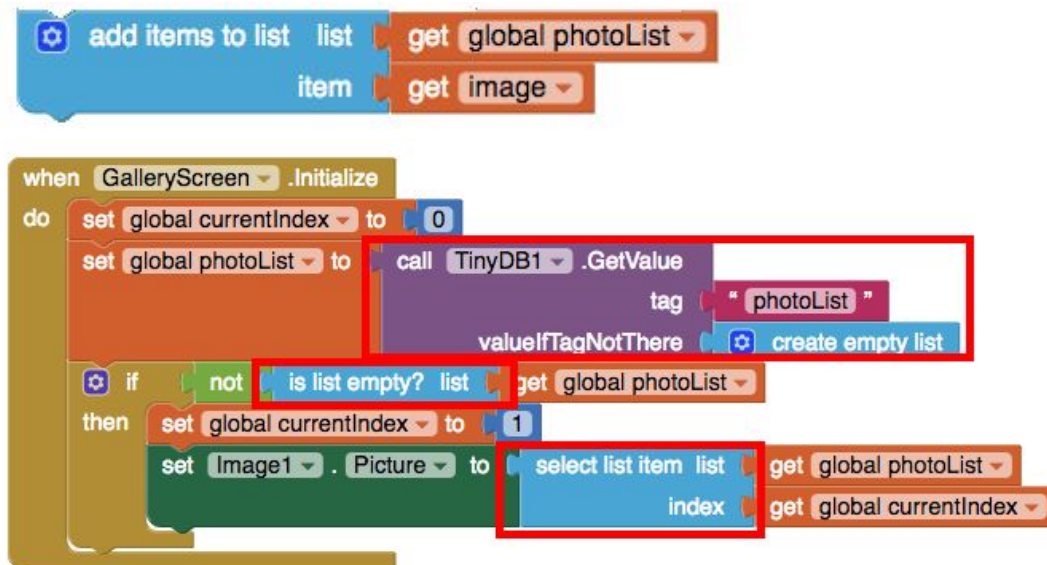 add items to list list get global photoList
item get image
when GalleryScreen .Initialize
do set global currentIndex to 0
set global photoList to call TinyDB1 .GetValue
tag " photoList "
valueIfTagNotThere create empty list
if not is list empty? list get global photoList
then set global currentIndex to 1
set Image1 . Picture to select list item list get global photoList
index get global currentIndex